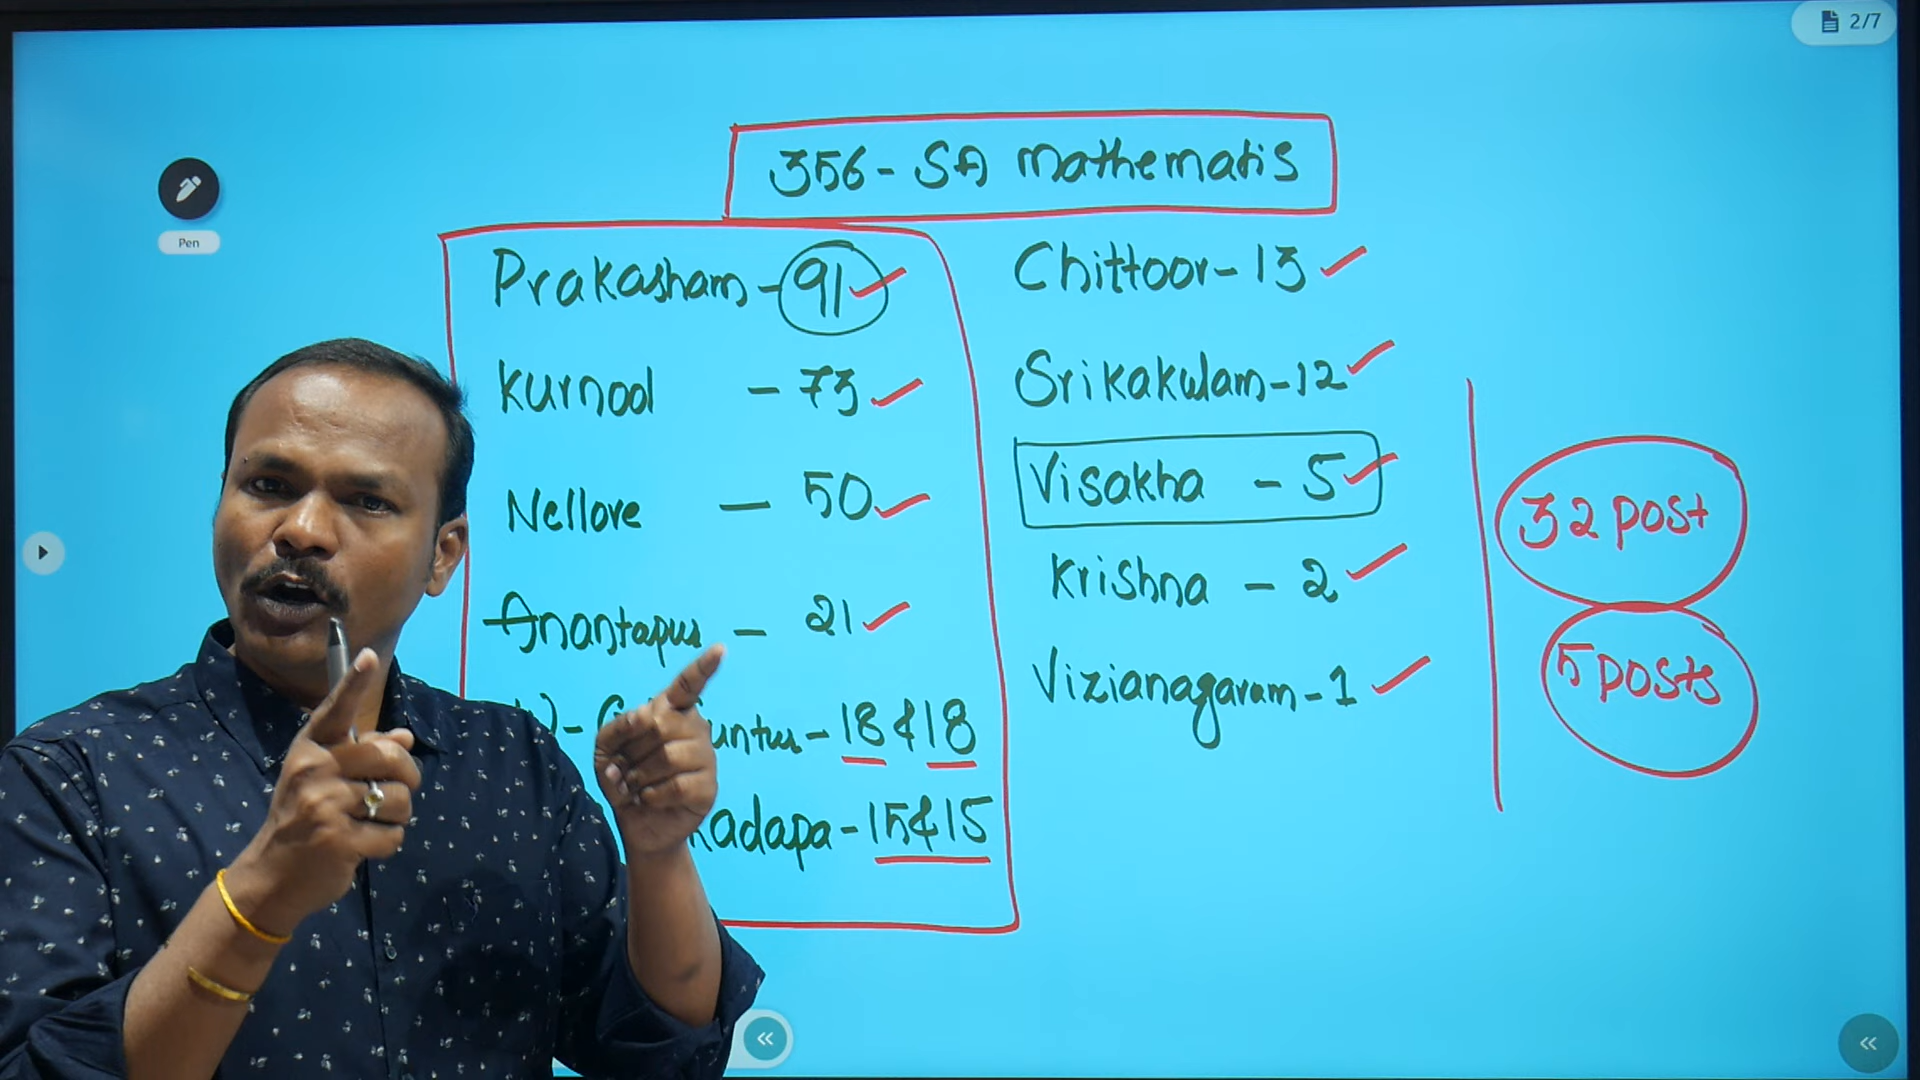 2/7
Pen
356 - SA Mathematis
Prakasham - 91
Kurnool - 73
Nellore - 50
Anantapur - 21
- 18 & 18
Kadapa - 15 & 15
Chittoor - 13
Srikakulam - 12
Visakha - 5
Krishna - 2
Vizianagaram - 1
32 post
5 posts